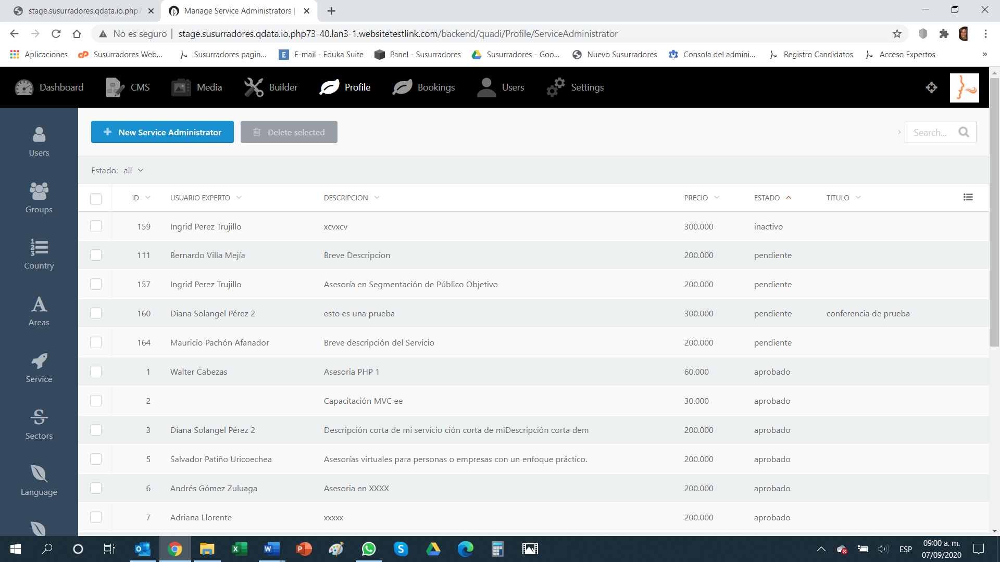 stage.susurradores.qdata.io.php7
Manage Service Administrators |
No es seguro
stage.susurradores.qdata.io.php73-40.lan3-1.websitetestlink.com/backend/quadi/Profile/ServiceAdministrator
Aplicaciones
Susurradores Web...
Susurradores pagin...
E-mail - Eduka Suite
Panel - Susurradores
Susurradores - Goo...
Nuevo Susurradores
Consola del admini...
Registro Candidatos
Acceso Expertos
»
Dashboard
CMS
Media
Builder
Profile
Bookings
Users
Settings
Users
Groups
Country
Areas
Service
Sectors
Language
New Service Administrator
Delete selected
Search...
Estado: all
ID USUARIO EXPERTO DESCRIPCION PRECIO ESTADO TITULO
159 Ingrid Perez Trujillo xcvxcv 300.000 inactivo
111 Bernardo Villa Mejía Breve Descripcion 200.000 pendiente
157 Ingrid Perez Trujillo Asesoría en Segmentación de Público Objetivo 200.000 pendiente
160 Diana Solangel Pérez 2 esto es una prueba 300.000 pendiente conferencia de prueba
164 Mauricio Pachón Afanador Breve descripción del Servicio 200.000 pendiente
1 Walter Cabezas Asesoria PHP 1 60.000 aprobado
2 Capacitación MVC ee 30.000 aprobado
3 Diana Solangel Pérez 2 Descripción corta de mi servicio ción corta de miDescripción corta dem 200.000 aprobado
5 Salvador Patiño Uricoechea Asesorías virtuales para personas o empresas con un enfoque práctico. 200.000 aprobado
6 Andrés Gómez Zuluaga Asesoria en XXXX 200.000 aprobado
7 Adriana Llorente xxxxx 200.000 aprobado
ESP
09:00 a. m.
07/09/2020